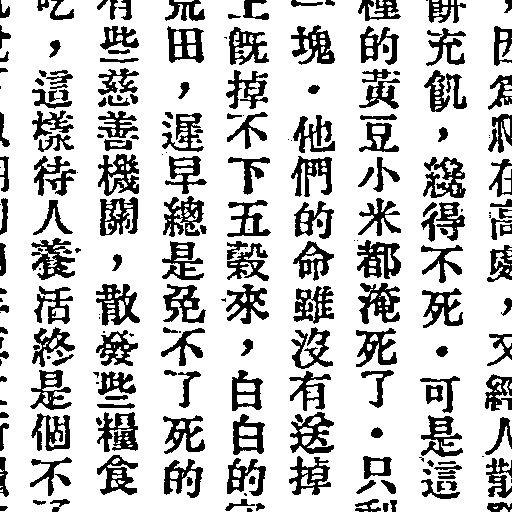 ，因爲爬在高處，又經人散
餅充飢，纔得不死．可是這
種的黃豆小米都淹死了．只剩
一塊．他們的命雖沒有送掉
上旣掉不下五穀來，白白的
荒田，遲早總是免不了死的
有些慈善機關，散發些糧食
吃，這樣待人養活終是個不